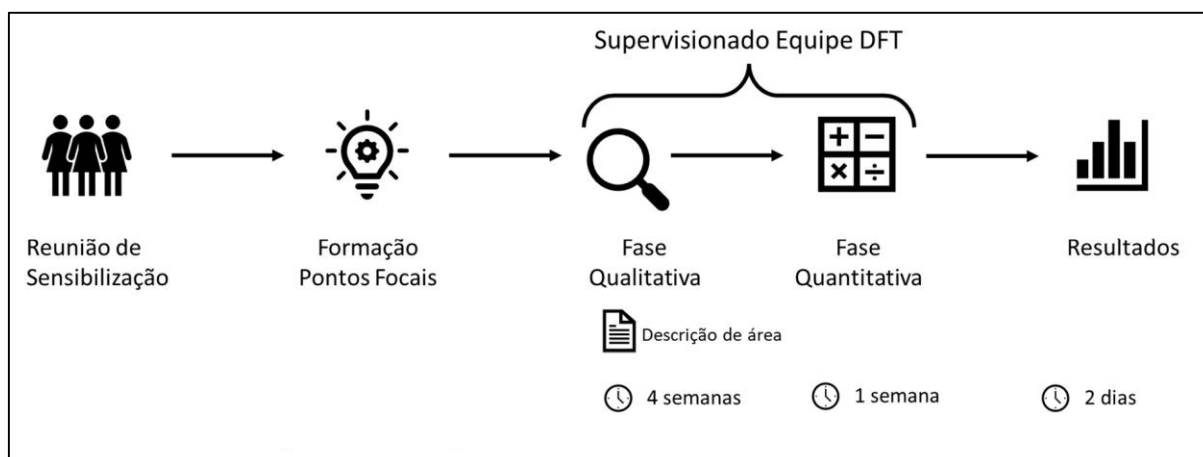 Supervisionado Equipe DFT
Reunião de
Sensibilização
Formação
Pontos Focais
Fase
Qualitativa
Fase
Quantitativa
Resultados
Descrição de área
4 semanas
1 semana
2 dias